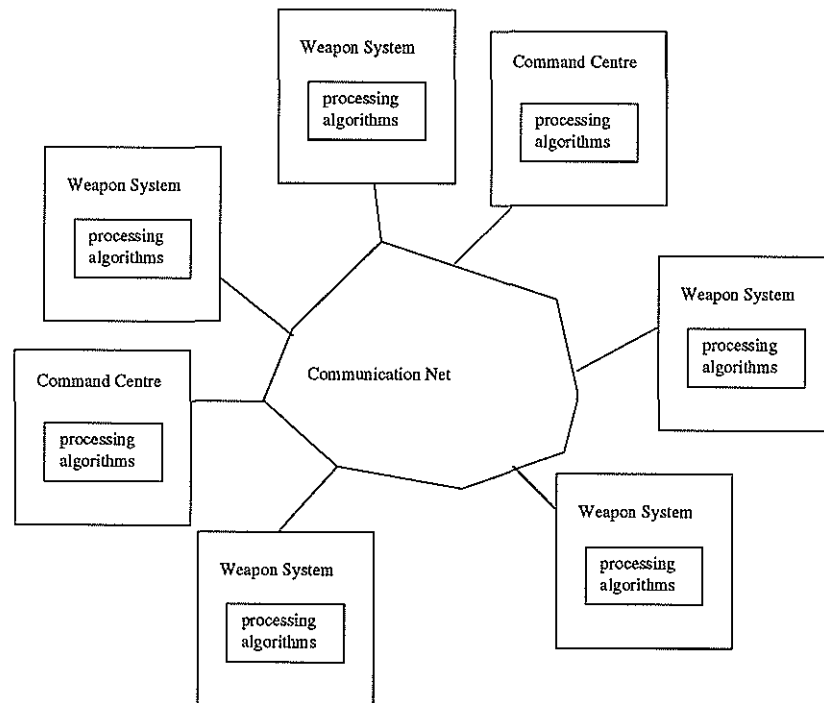 Weapon System
processing
algorithms
Command Centre
processing
algorithms
Weapon System
processing
algorithms
Weapon System
processing
algorithms
Command Centre
processing
algorithms
Communication Net
Weapon System
processing
algorithms
Weapon System
processing
algorithms